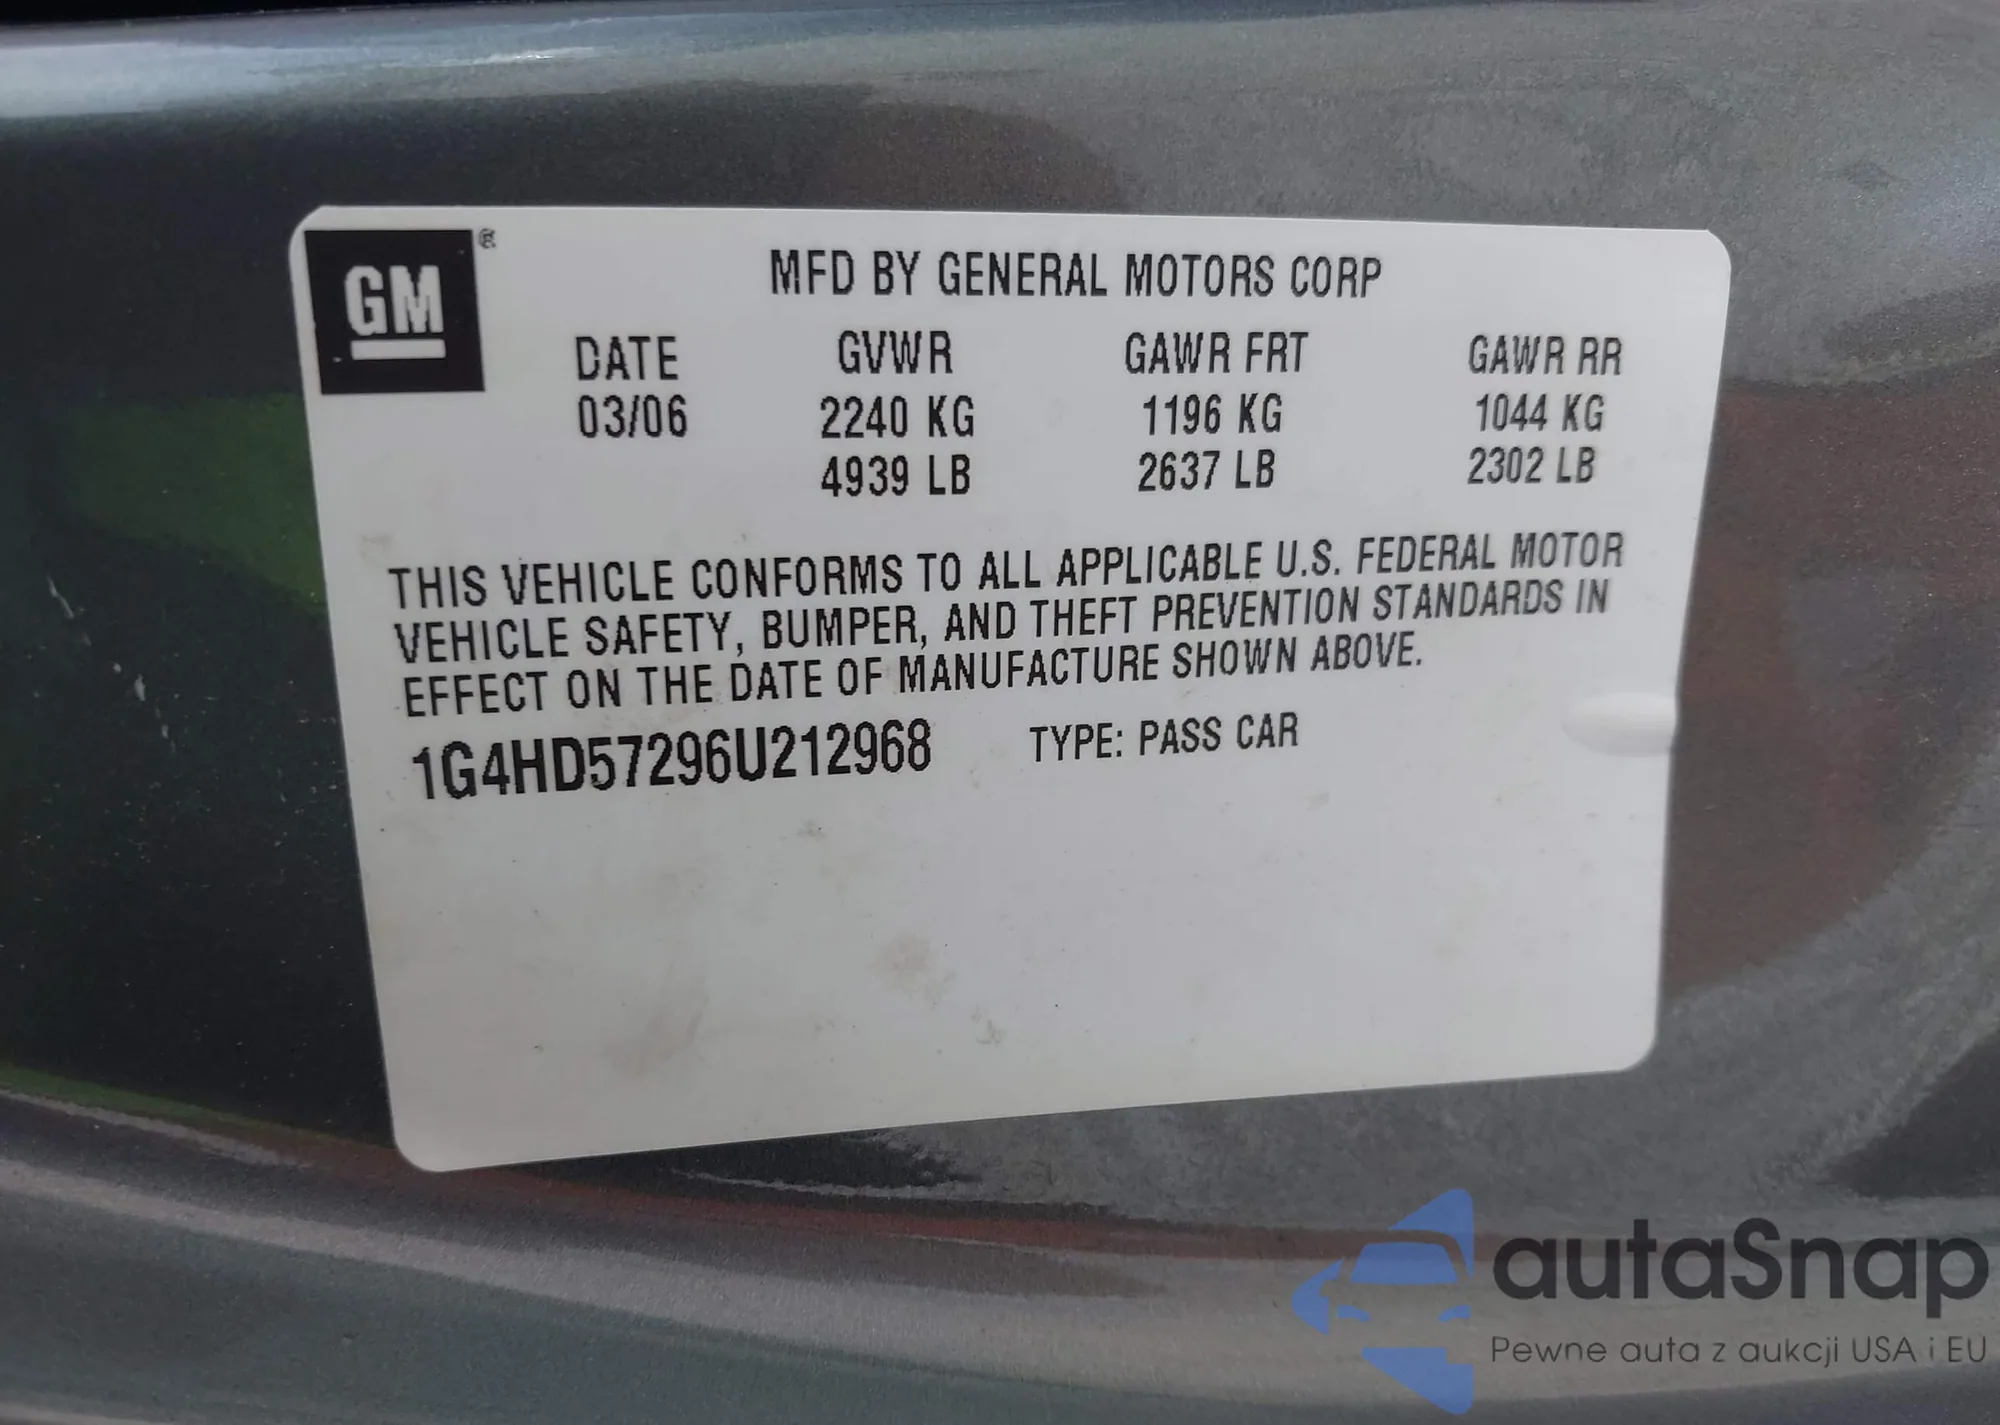 GM ®
MFD BY GENERAL MOTORS CORP
DATE GVWR GAWR FRT GAWR RR
03/06 2240 KG 1196 KG 1044 KG
4939 LB 2637 LB 2302 LB
THIS VEHICLE CONFORMS TO ALL APPLICABLE U.S. FEDERAL MOTOR
VEHICLE SAFETY, BUMPER, AND THEFT PREVENTION STANDARDS IN
EFFECT ON THE DATE OF MANUFACTURE SHOWN ABOVE.
1G4HD57296U212968 TYPE: PASS CAR
autaSnap
Pewne auta z aukcji USA i EU